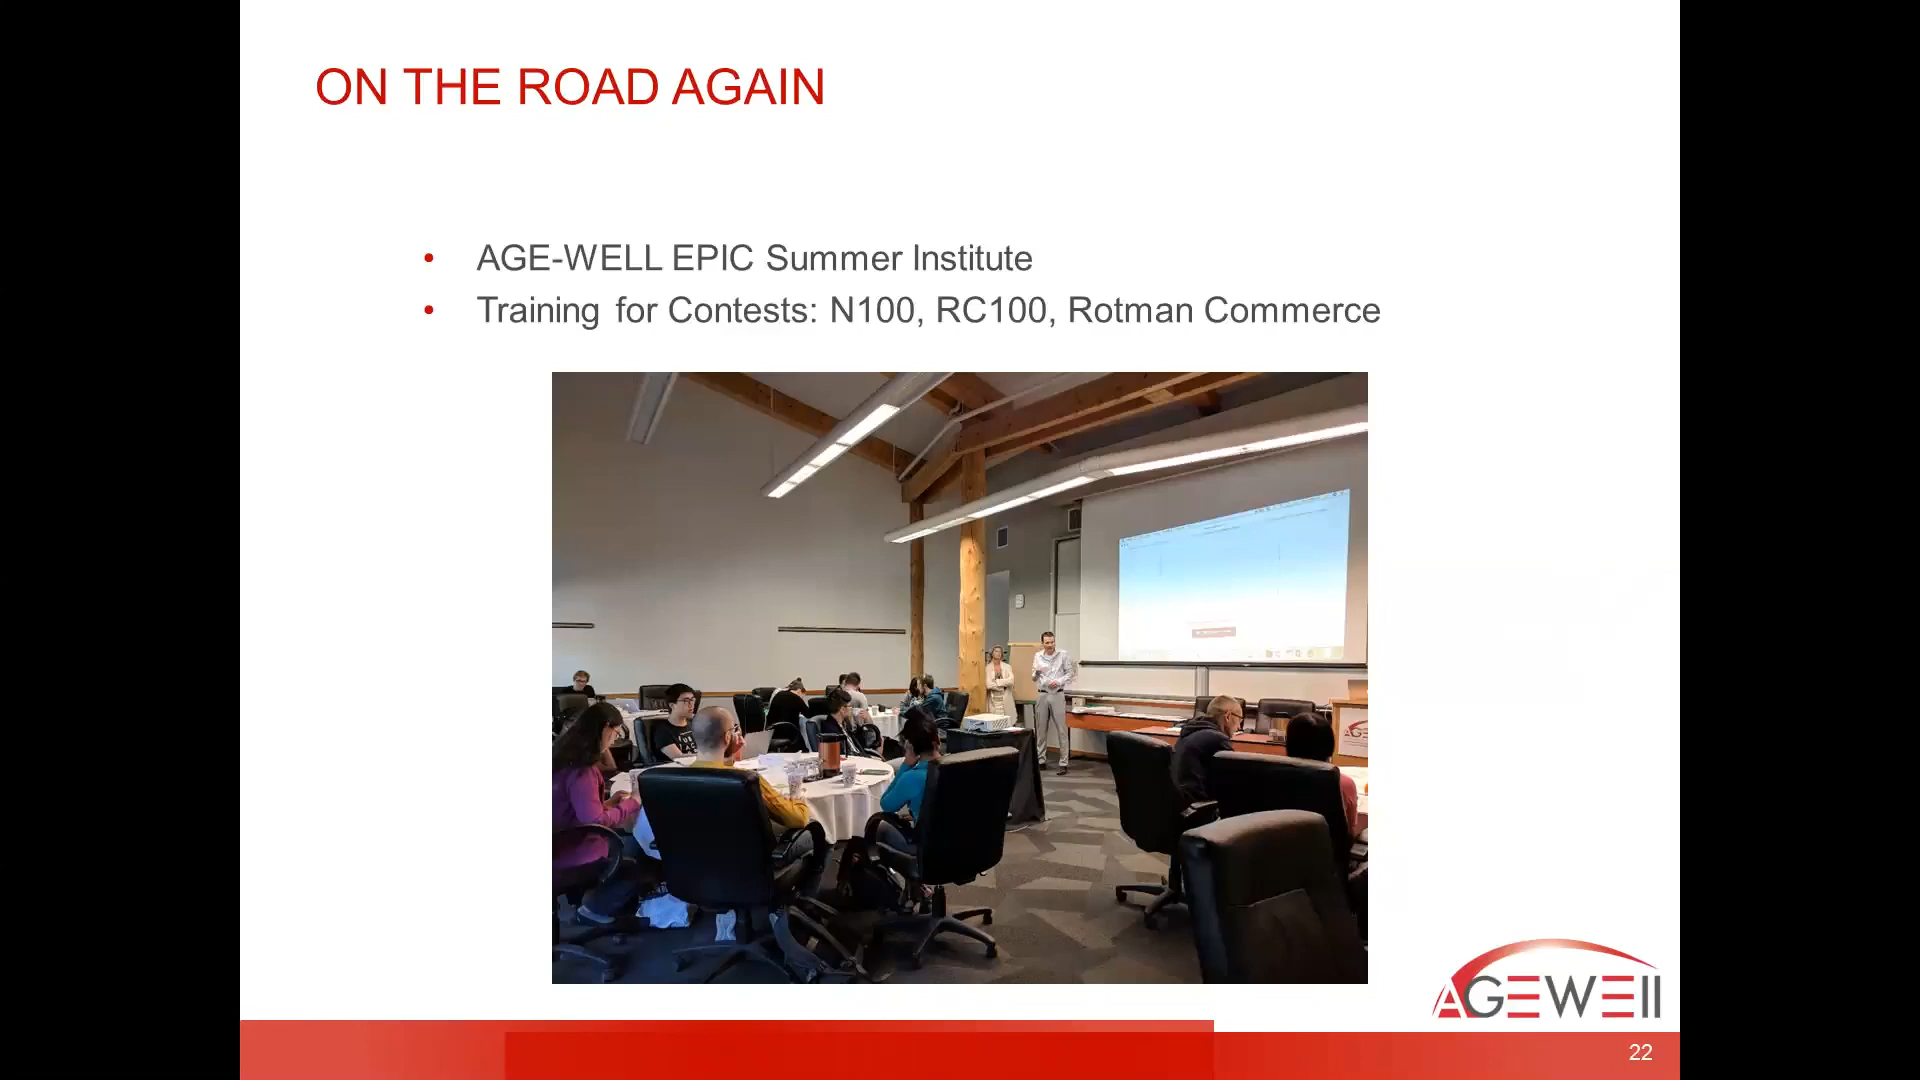 ON THE ROAD AGAIN
• AGE-WELL EPIC Summer Institute
• Training for Contests: N100, RC100, Rotman Commerce
AGEWELL
22